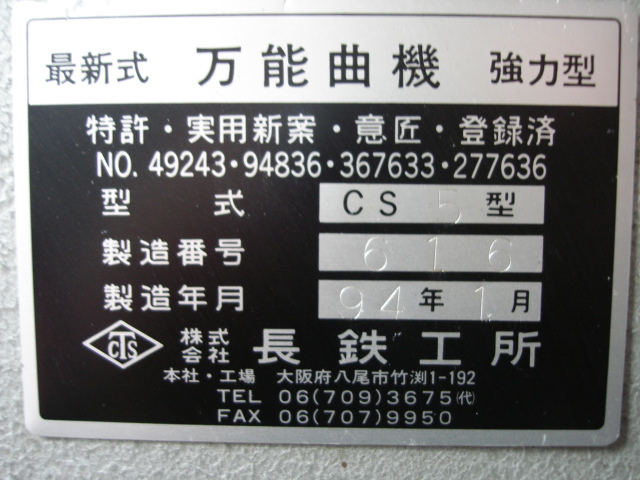 最新式 万能曲機 強力型
特許・実用新案・意匠・登録済
NO. 49243・94836・367633・277636
型式 CS 5 型
製造番号 616
製造年月 94年 1月
CTS 株式会社 長鉄工所
本社・工場 大阪府八尾市竹渕1-192
TEL 06(709)3675(代)
FAX 06(707)9950